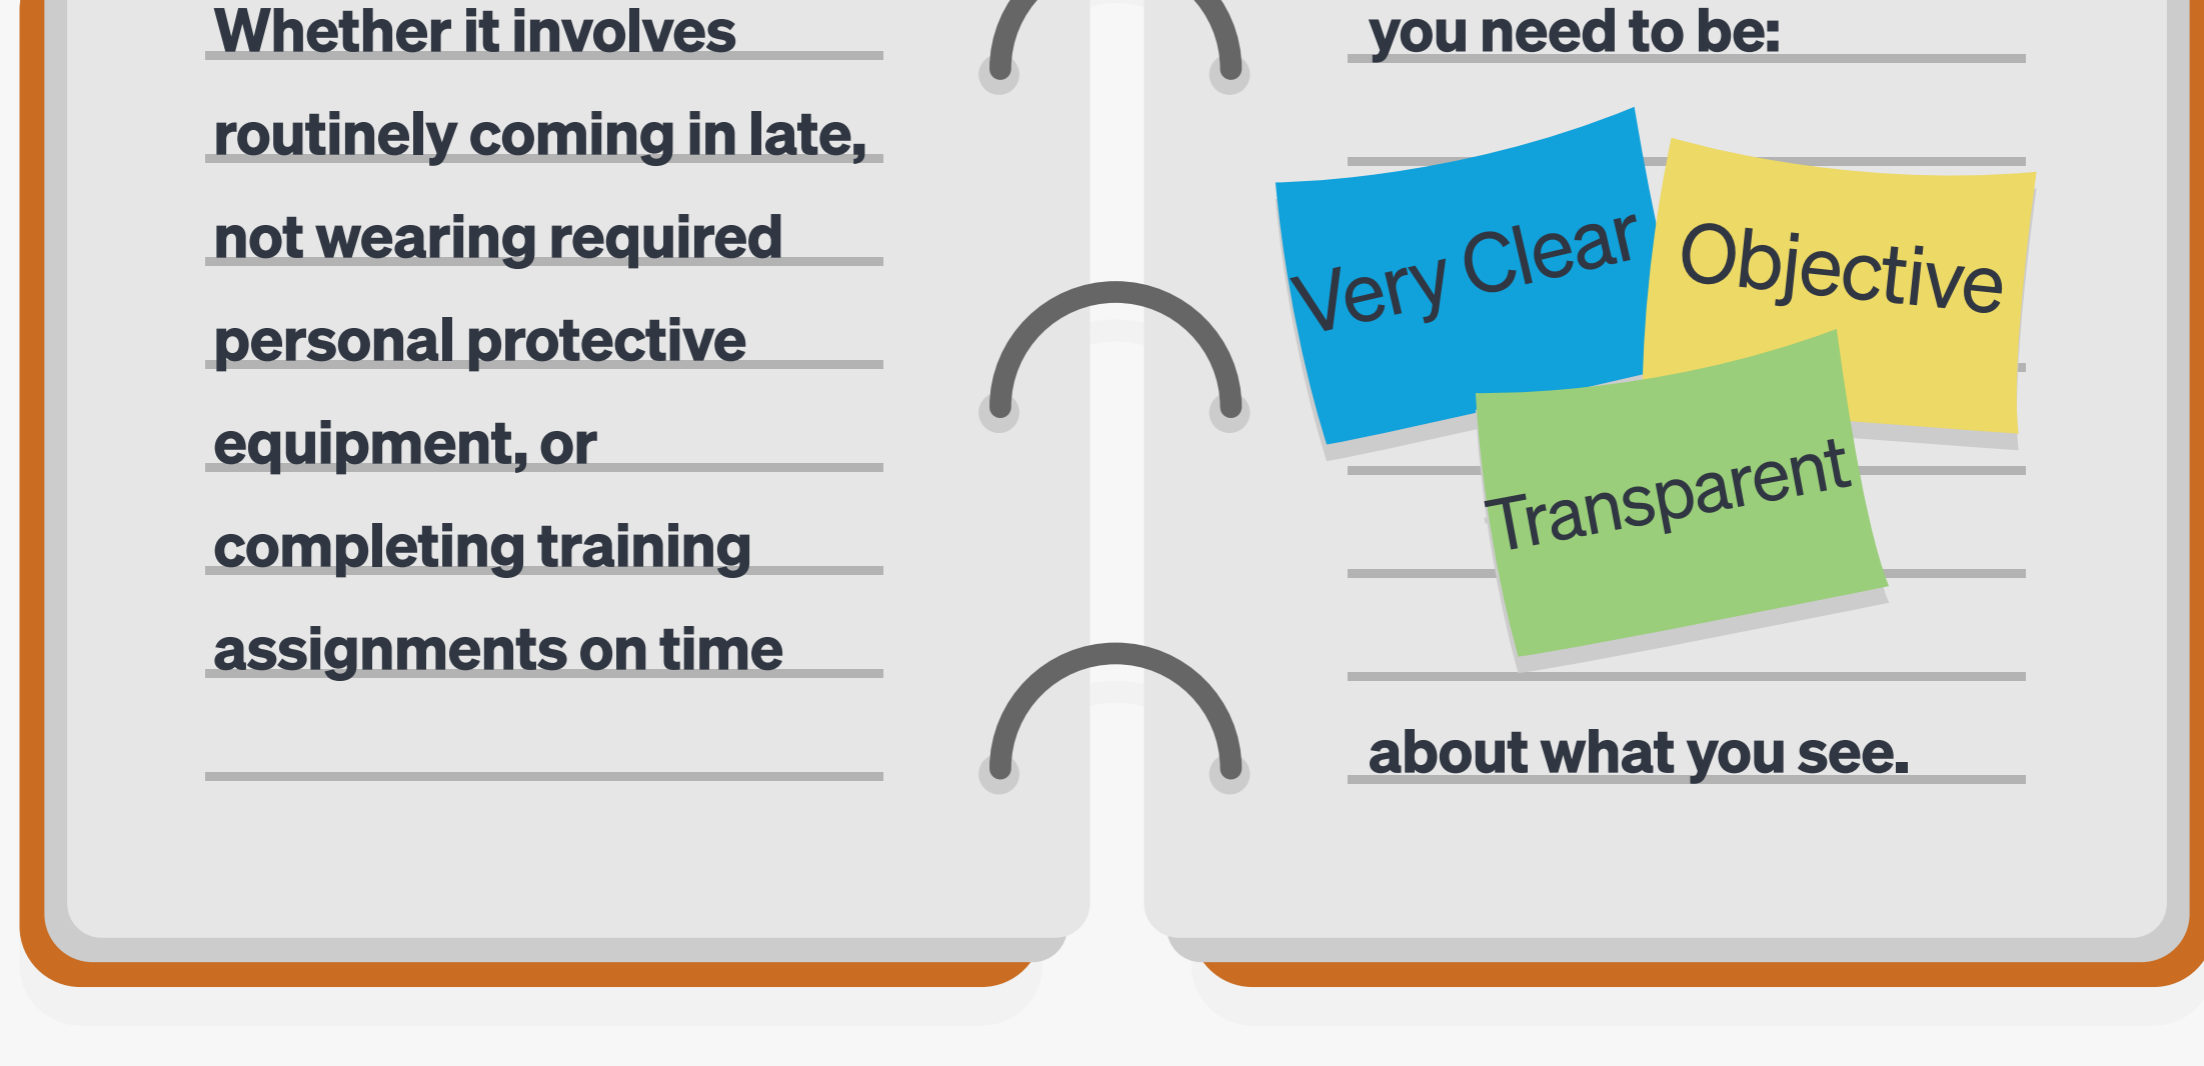 Whether it involves
routinely coming in late,
not wearing required
personal protective
equipment, or
completing training
assignments on time
you need to be:
Very Clear
Objective
Transparent
about what you see.